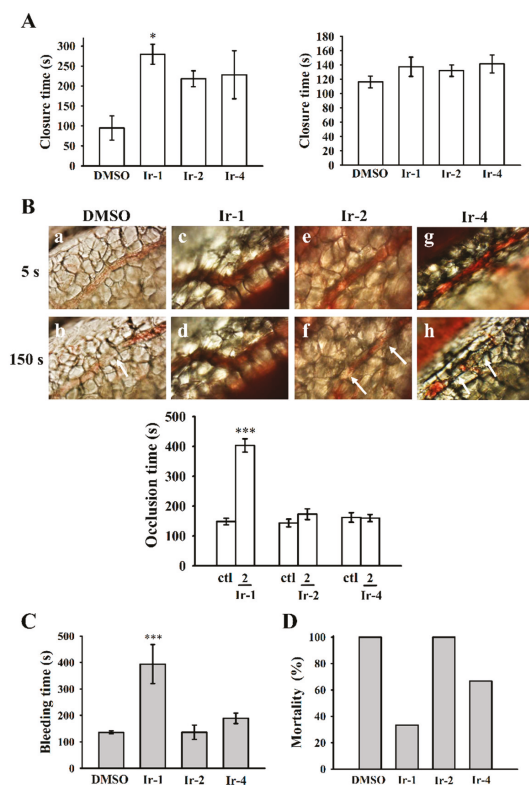 A
Closure time (s)
300
250
200
150
100
50
0
*
DMSO Ir-1 Ir-2 Ir-4
Closure time (s)
160
140
120
100
80
60
40
20
0
DMSO Ir-1 Ir-2 Ir-4
B
DMSO Ir-1 Ir-2 Ir-4
5 s
a c e g
150 s
b d f h
Occlusion time (s)
500
400
300
200
100
0
***
ctl 2 ctl 2 ctl 2
Ir-1 Ir-2 Ir-4
C
Bleeding time (s)
500
400
300
200
100
0
***
DMSO Ir-1 Ir-2 Ir-4
D
Mortality (%)
100
80
60
40
20
0
DMSO Ir-1 Ir-2 Ir-4